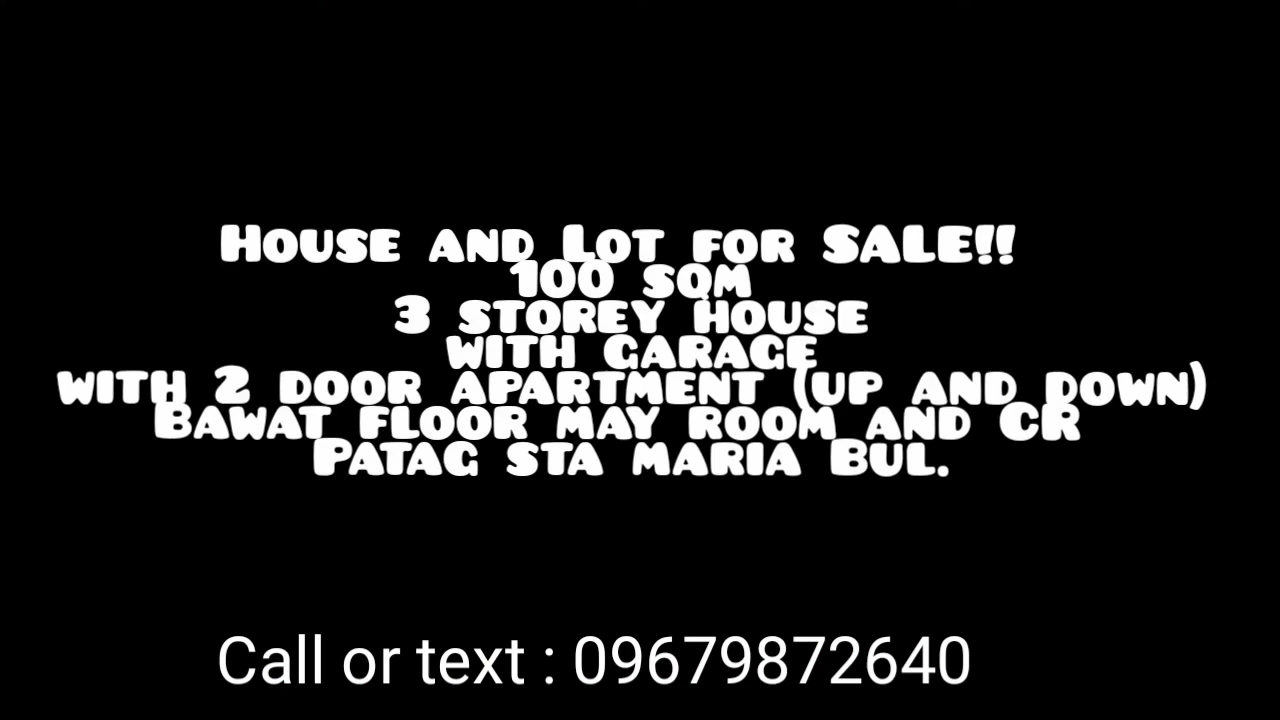 House and Lot for SALE!!
100 sqm
3 storey house
with garage
with 2 door apartment (up and down)
Bawat floor may room and CR
Patag sta maria Bul.
Call or text : 09679872640